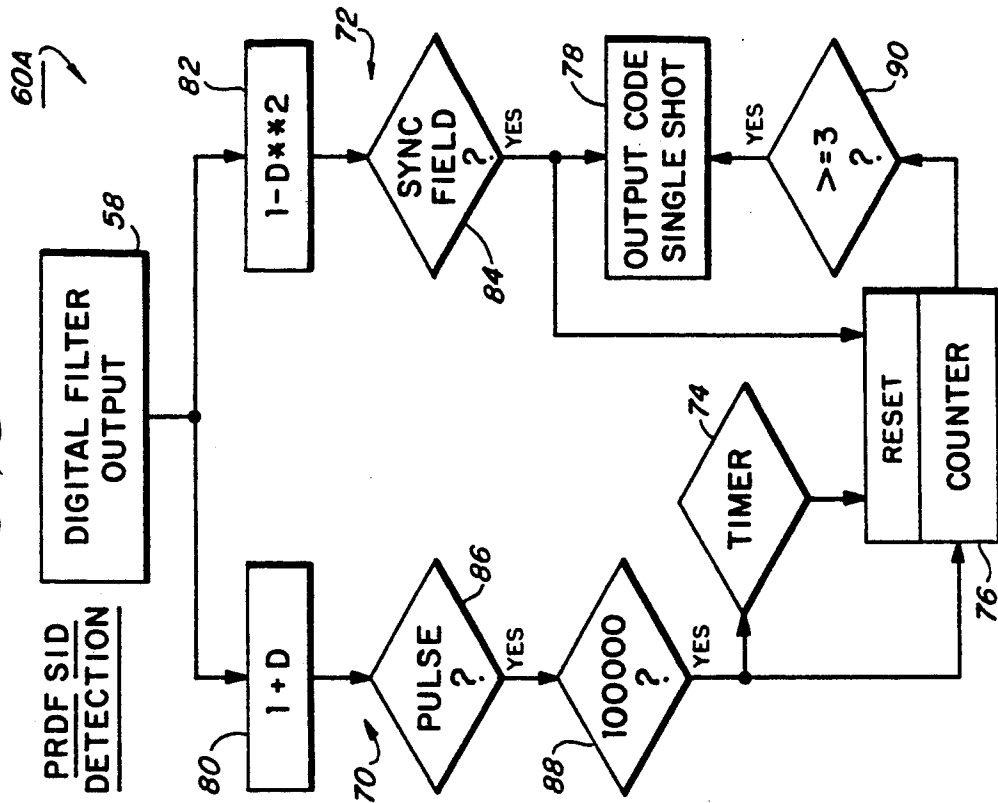 60A
PRDF SID
DETECTION
DIGITAL FILTER
OUTPUT
58
80
1+D
82
1-D**2
70
PULSE
?
86
YES
72
SYNC
FIELD
?
84
YES
88
100000
?
YES
74
TIMER
78
OUTPUT CODE
SINGLE SHOT
YES
>=3
?
90
RESET
COUNTER
76